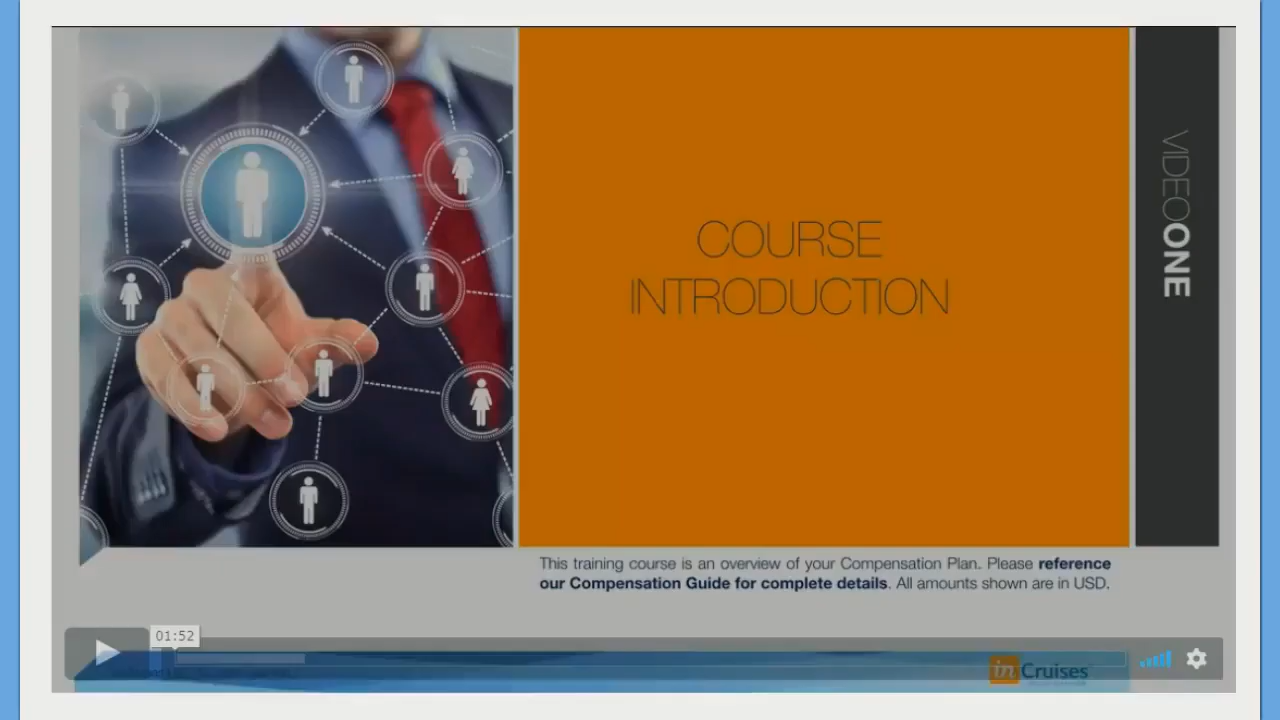 COURSE
INTRODUCTION
VIDEOONE
This training course is an overview of your Compensation Plan. Please reference
our Compensation Guide for complete details. All amounts shown are in USD.
01:52
inCruises